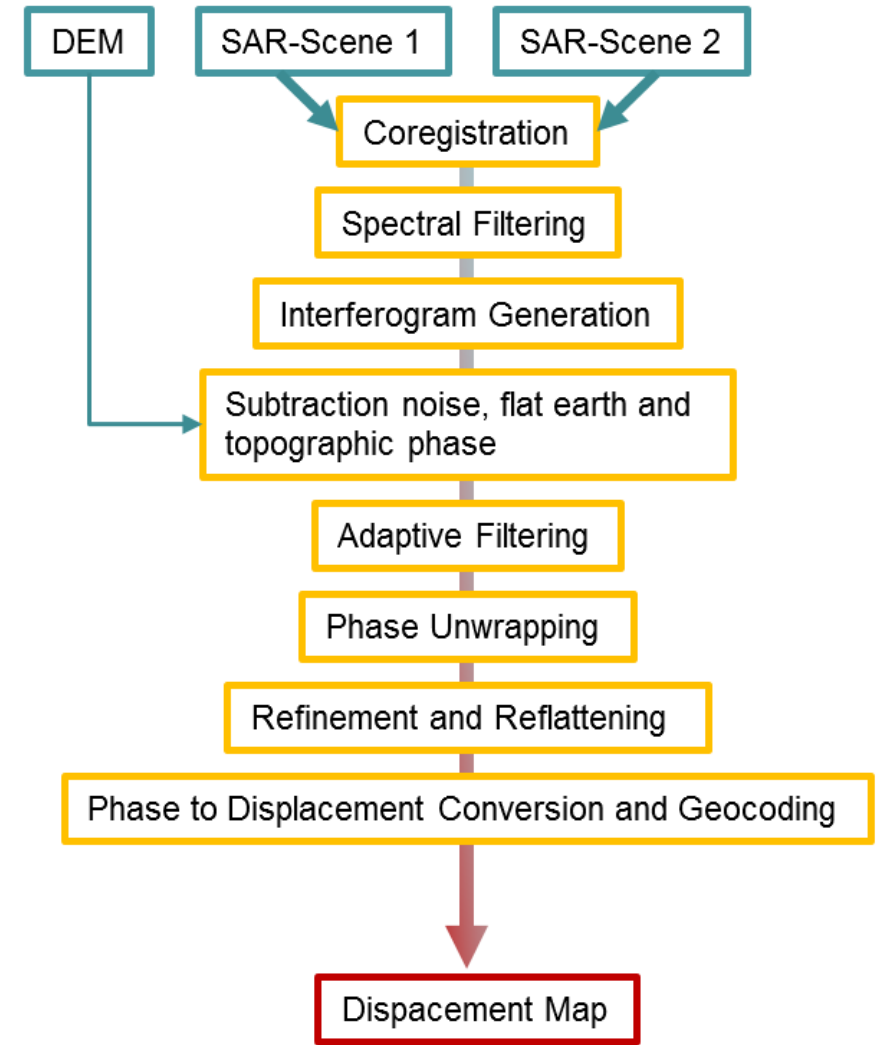 DEM
SAR-Scene 1
SAR-Scene 2
Coregistration
Spectral Filtering
Interferogram Generation
Subtraction noise, flat earth and
topographic phase
Adaptive Filtering
Phase Unwrapping
Refinement and Reflattening
Phase to Displacement Conversion and Geocoding
Dispacement Map